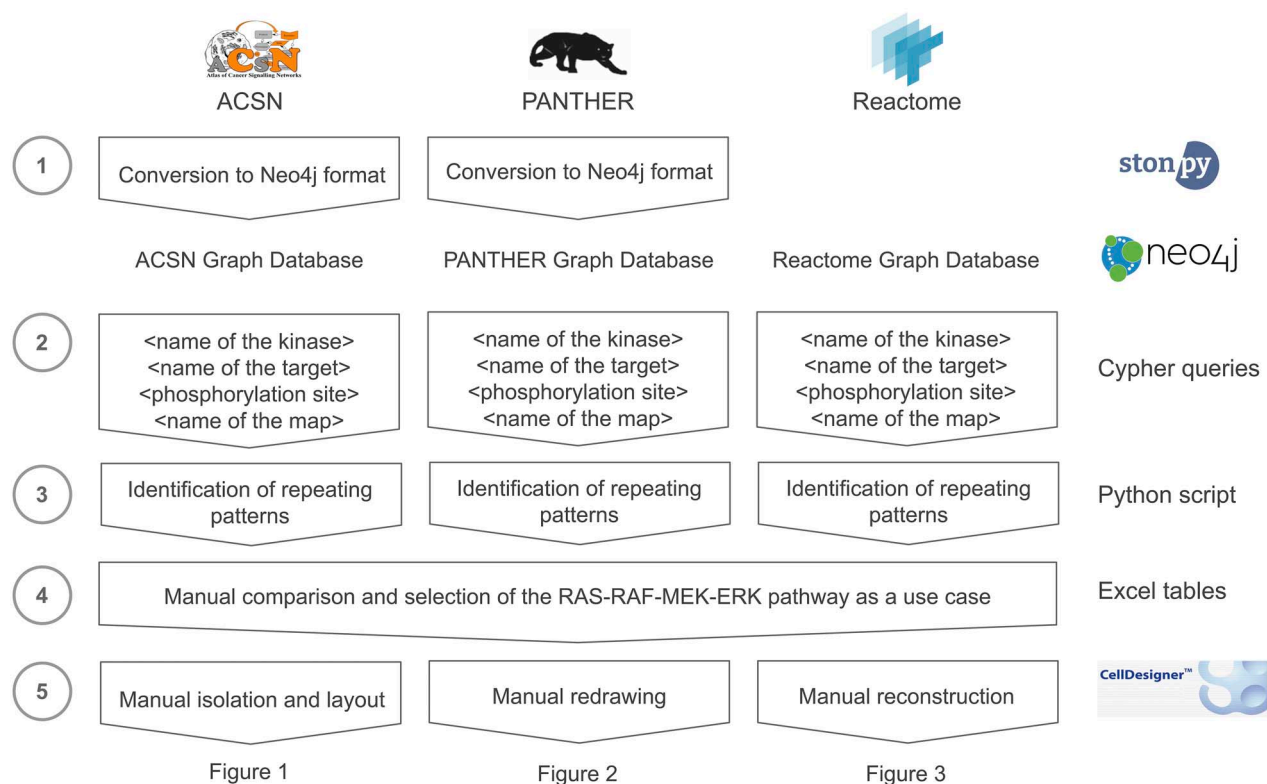 ACSN
Atlas of Cancer Signalling Networks
ACSN PANTHER Reactome
1
Conversion to Neo4j format
Conversion to Neo4j format
stonpy
ACSN Graph Database
PANTHER Graph Database
Reactome Graph Database
neo4j
2
<name of the kinase>
<name of the target>
<phosphorylation site>
<name of the map>
<name of the kinase>
<name of the target>
<phosphorylation site>
<name of the map>
<name of the kinase>
<name of the target>
<phosphorylation site>
<name of the map>
Cypher queries
3
Identification of repeating
patterns
Identification of repeating
patterns
Identification of repeating
patterns
Python script
4
Manual comparison and selection of the RAS-RAF-MEK-ERK pathway as a use case
Excel tables
5
Manual isolation and layout
Manual redrawing
Manual reconstruction
CellDesigner™
Figure 1
Figure 2
Figure 3